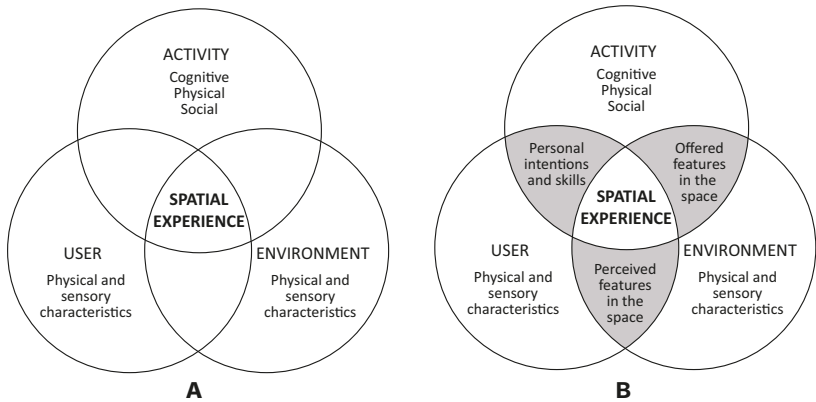 ACTIVITY
Cognitive
Physical
Social
SPATIAL
EXPERIENCE
USER
Physical and
sensory
characteristics
ENVIRONMENT
Physical and
sensory
characteristics
A
ACTIVITY
Cognitive
Physical
Social
Personal
intentions
and skills
Offered
features
in the
space
SPATIAL
EXPERIENCE
USER
Physical and
sensory
characteristics
Perceived
features
in the
space
ENVIRONMENT
Physical and
sensory
characteristics
B